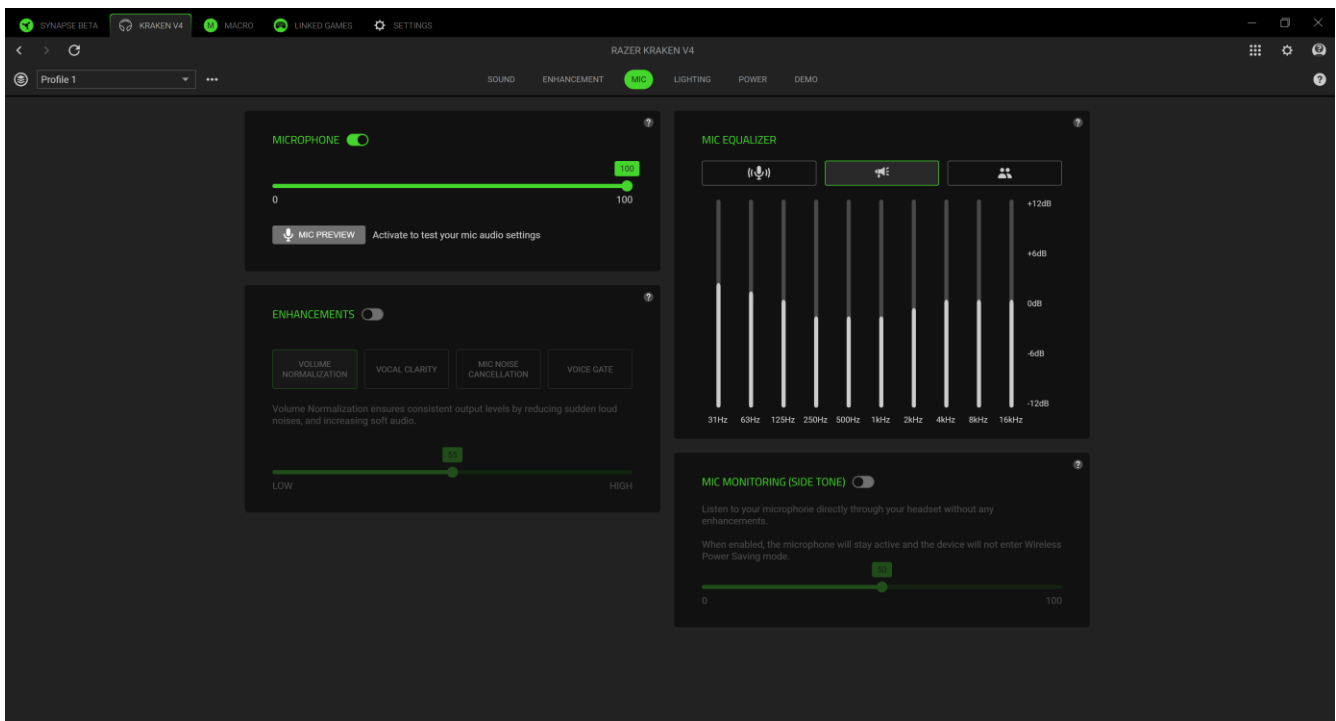 SYNAPSE BETA KRAKEN V4 MACRO LINKED GAMES SETTINGS
RAZER KRAKEN V4
Profile 1
SOUND ENHANCEMENT MIC LIGHTING POWER DEMO
MICROPHONE
100
0 100
MIC PREVIEW Activate to test your mic audio settings
ENHANCEMENTS
VOLUME
NORMALIZATION
VOCAL CLARITY
MIC NOISE
CANCELLATION
VOICE GATE
Volume Normalization ensures consistent output levels by reducing sudden loud
noises, and increasing soft audio.
LOW HIGH
MIC EQUALIZER
+12dB
+6dB
0dB
-6dB
-12dB
31Hz 63Hz 125Hz 250Hz 500Hz 1kHz 2kHz 4kHz 8kHz 16kHz
MIC MONITORING (SIDE TONE)
Listen to your microphone directly through your headset without any
enhancements.
When enabled, the microphone will stay active and the device will not enter Wireless
Power Saving mode.
50
0 100